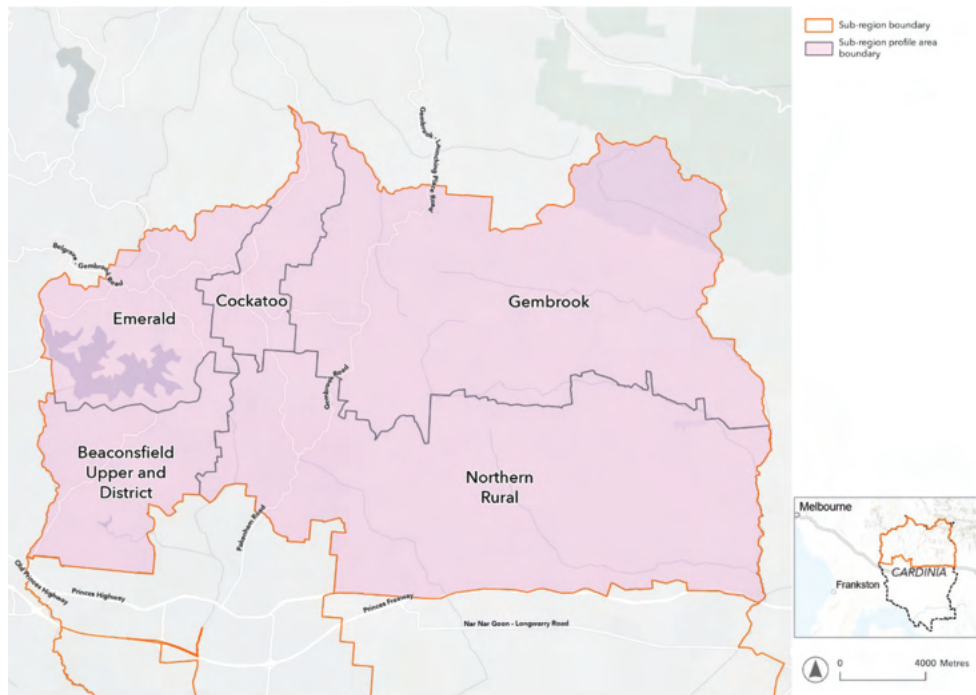 Sub-region boundary
Sub-region profile area
boundary
Belgrave - Gembrook Road
Cockatoo
Gembrook
Emerald
Gembrook Road
Beaconsfield
Upper and
District
Northern
Rural
Pakenham Road
Old Princes Highway
Princes Highway
Princes Freeway
Nar Nar Goon - Longwarry Road
Melbourne
CARDINIA
Frankston
0
4000 Metres